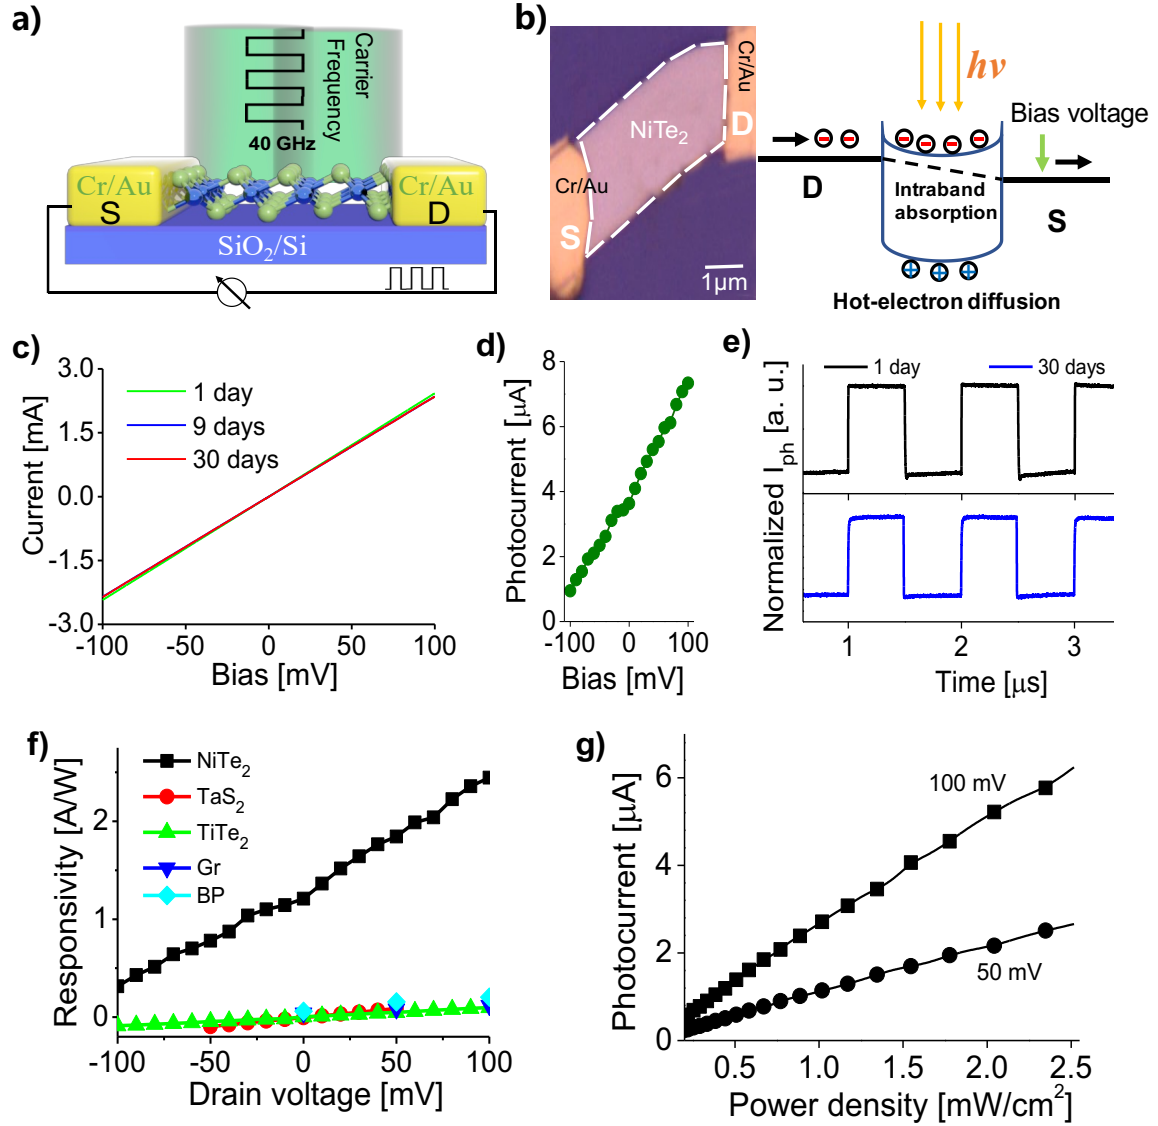 a)
Carrier
Frequency
40 GHz
Cr/Au
S
Cr/Au
D
SiO2/Si
b)
Cr/Au
D
NiTe2
Cr/Au
S
1μm
hν
Bias voltage
D
Intraband
absorption
S
Hot-electron diffusion
c)
3.0
1.5
0.0
-1.5
-3.0
Current [mA]
1 day
9 days
30 days
-100
-50
0
50
100
Bias [mV]
d)
8
6
4
2
0
Photocurrent [μA]
-100
0
100
Bias [mV]
e)
1 day
30 days
Normalized Iph [a. u.]
1
2
3
Time [μs]
f)
NiTe2
TaS2
TiTe2
Gr
BP
2
1
0
Responsivity [A/W]
-100
-50
0
50
100
Drain voltage [mV]
g)
6
4
2
0
Photocurrent [μA]
100 mV
50 mV
0.5
1.0
1.5
2.0
2.5
Power density [mW/cm2]